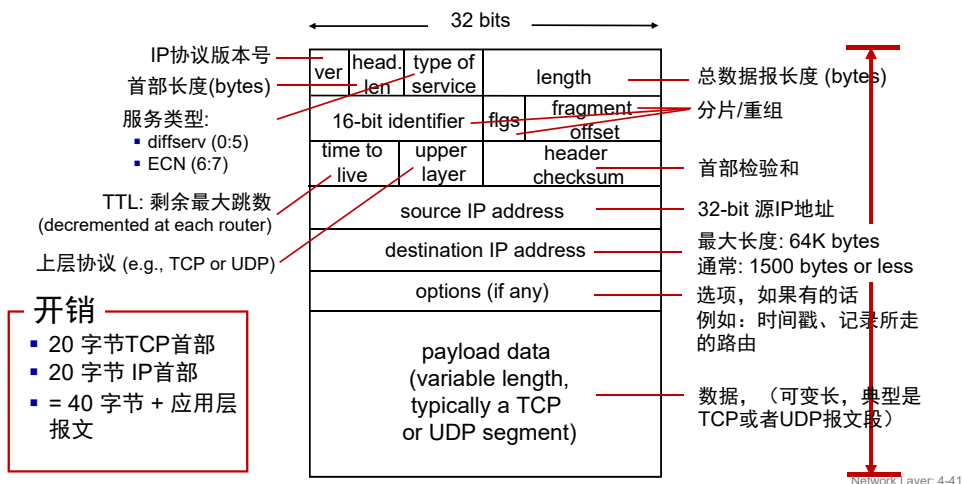 32 bits
IP协议版本号
首部长度(bytes)
服务类型:
▪ diffserv (0:5)
▪ ECN (6:7)
TTL: 剩余最大跳数
(decremented at each router)
上层协议 (e.g., TCP or UDP)
开销
▪ 20 字节TCP首部
▪ 20 字节 IP首部
▪ = 40 字节 + 应用层
报文
ver
head.
len
type of
service
length
16-bit identifier
flgs
fragment
offset
time to
live
upper
layer
header
checksum
source IP address
destination IP address
options (if any)
payload data
(variable length,
typically a TCP
or UDP segment)
总数据报长度 (bytes)
分片/重组
首部检验和
32-bit 源IP地址
最大长度: 64K bytes
通常: 1500 bytes or less
选项，如果有的话
例如：时间戳、记录所走
的路由
数据，（可变长，典型是
TCP或者UDP报文段）
Network Layer: 4-41